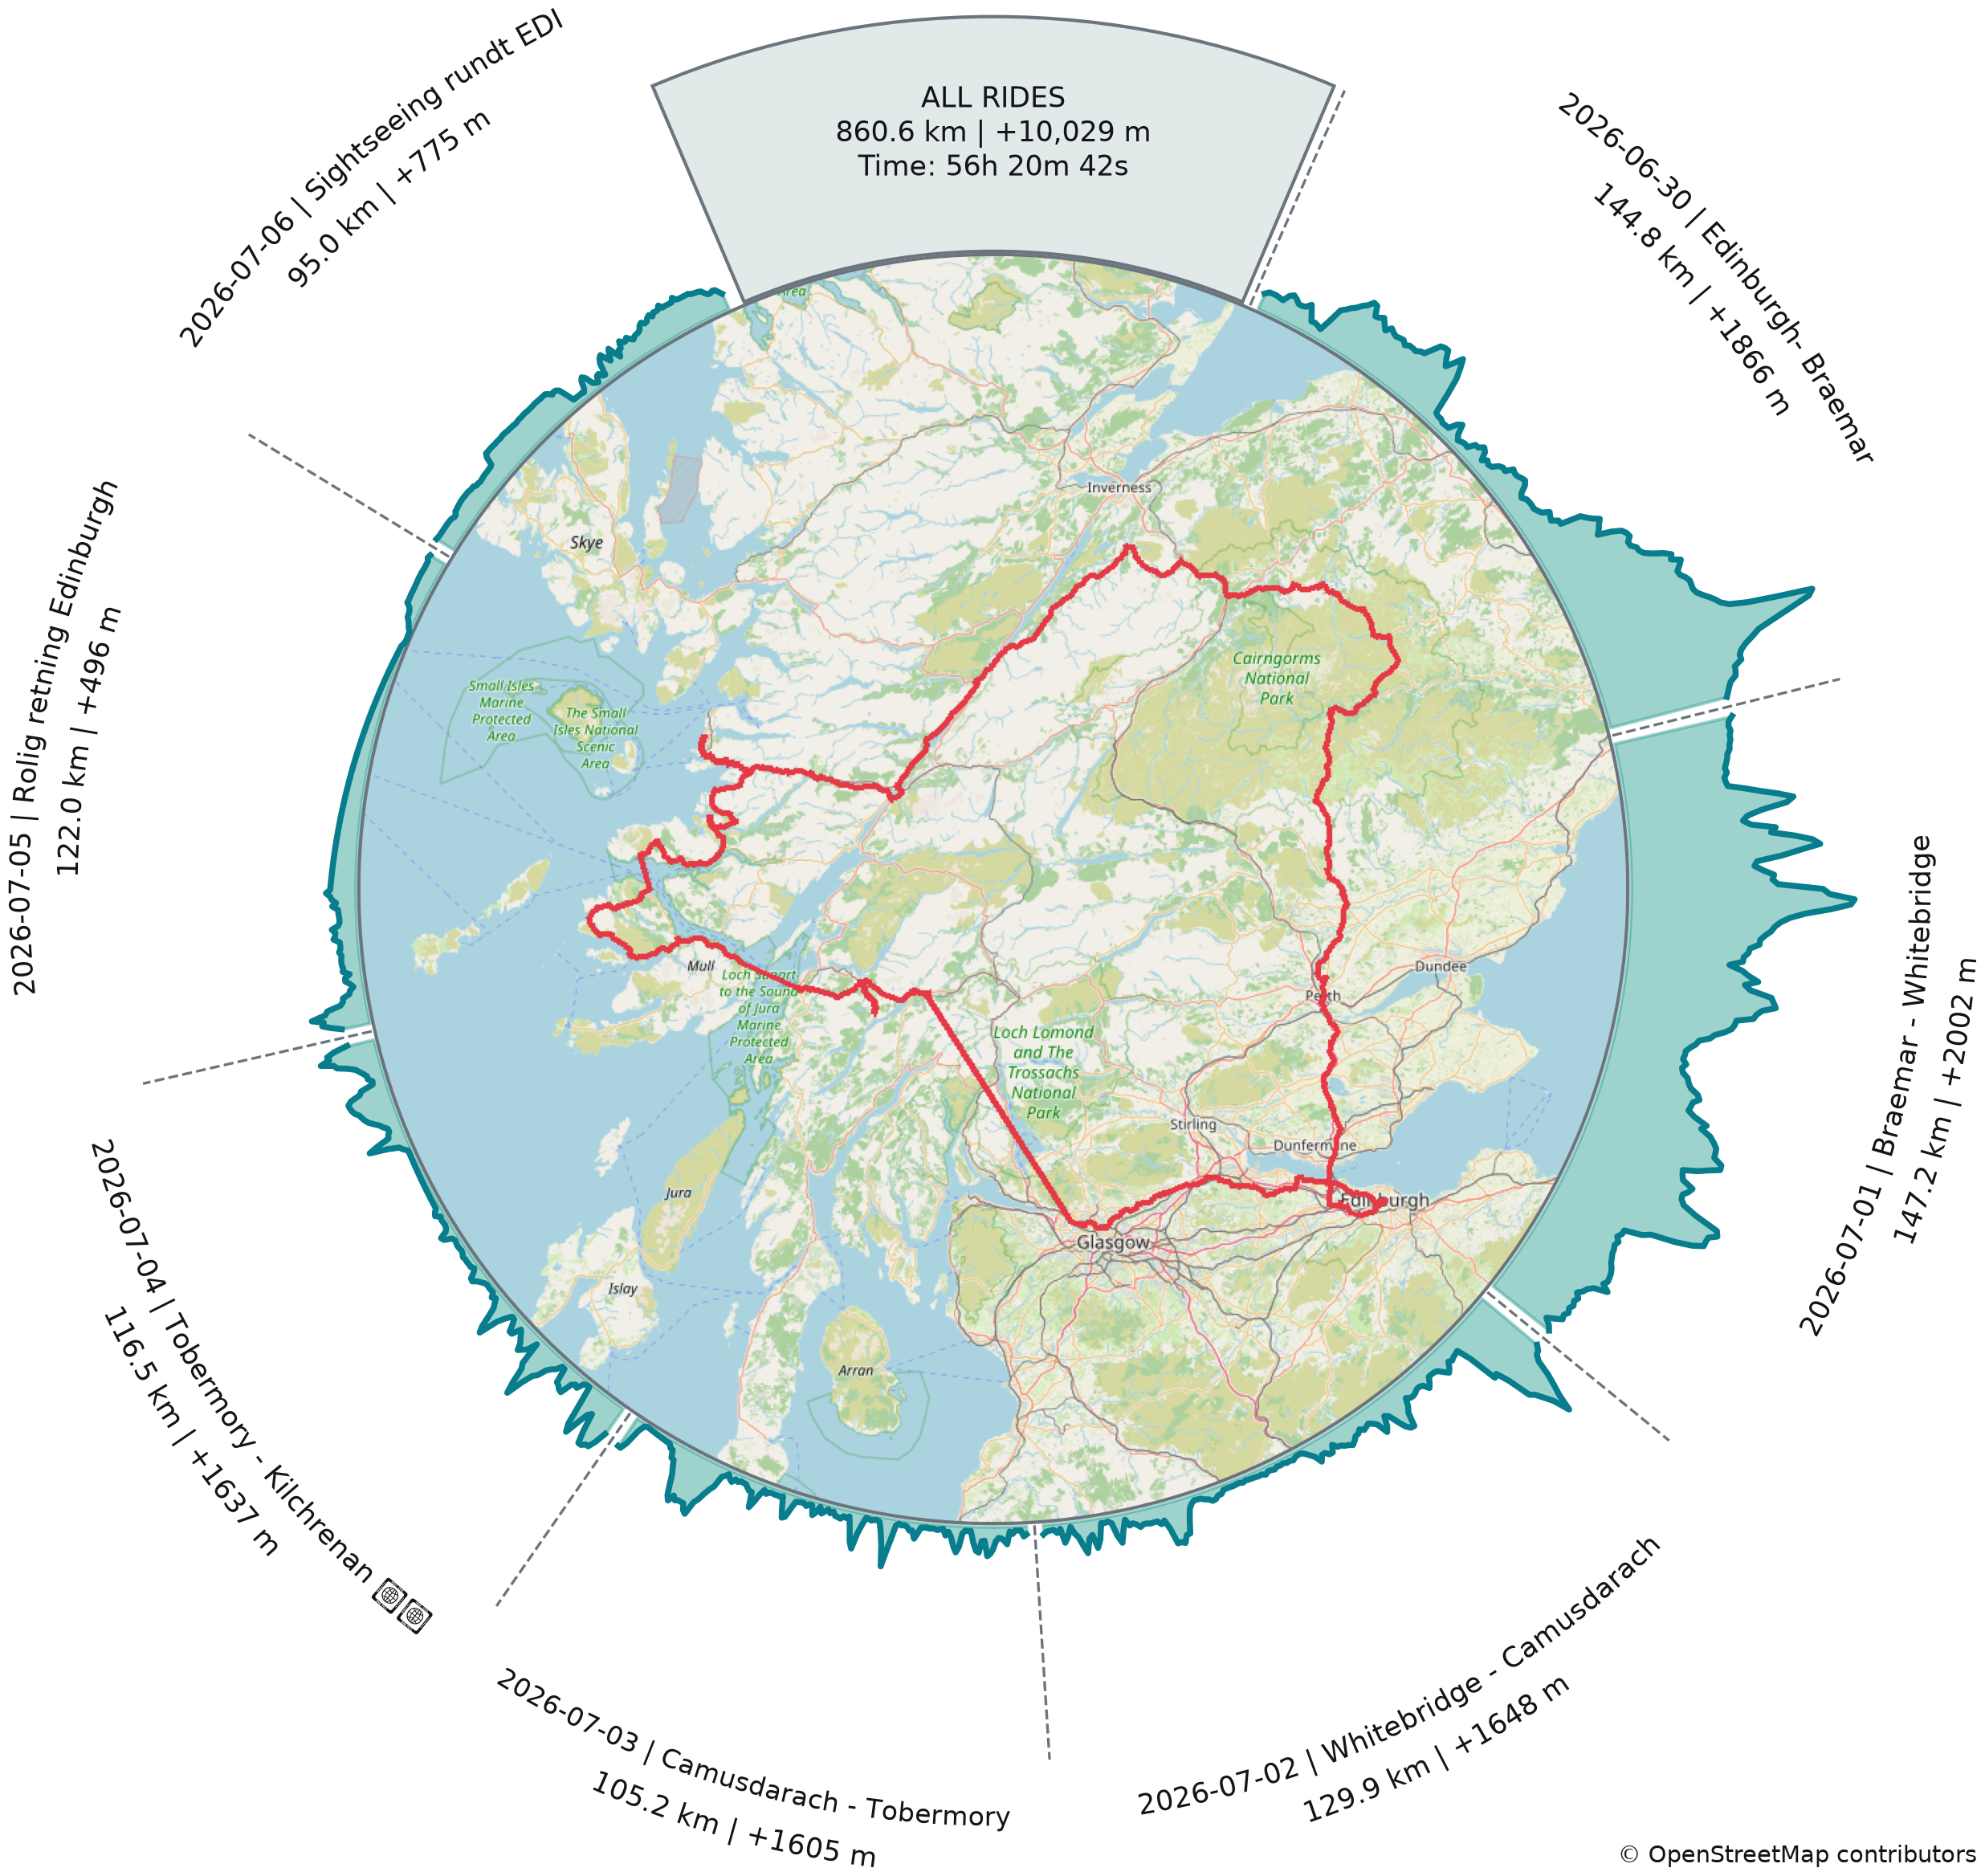 ALL RIDES
860.6 km | +10,029 m
Time: 56h 20m 42s
2026-06-30 | Edinburgh- Braemar
144.8 km | +1866 m
2026-07-01 | Braemar - Whitebridge
147.2 km | +2002 m
2026-07-02 | Whitebridge - Camusdarach
129.9 km | +1648 m
2026-07-03 | Camusdarach - Tobermory
105.2 km | +1605 m
2026-07-04 | Tobermory - Kilchrenan
116.5 km | +1637 m
2026-07-05 | Rolig retning Edinburgh
122.0 km | +496 m
2026-07-06 | Sightseeing rundt EDI
95.0 km | +775 m
Area
Inverness
Skye
Cairngorms
National
Park
Small Isles
Marine
Protected
Area
The Small
Isles National
Scenic
Area
Mull
Loch Sunart
to the Sound
of Jura
Marine
Protected
Area
Dundee
Perth
Loch Lomond
and The
Trossachs
National
Park
Stirling
Dunfermline
Edinburgh
Glasgow
Jura
Islay
Arran
© OpenStreetMap contributors